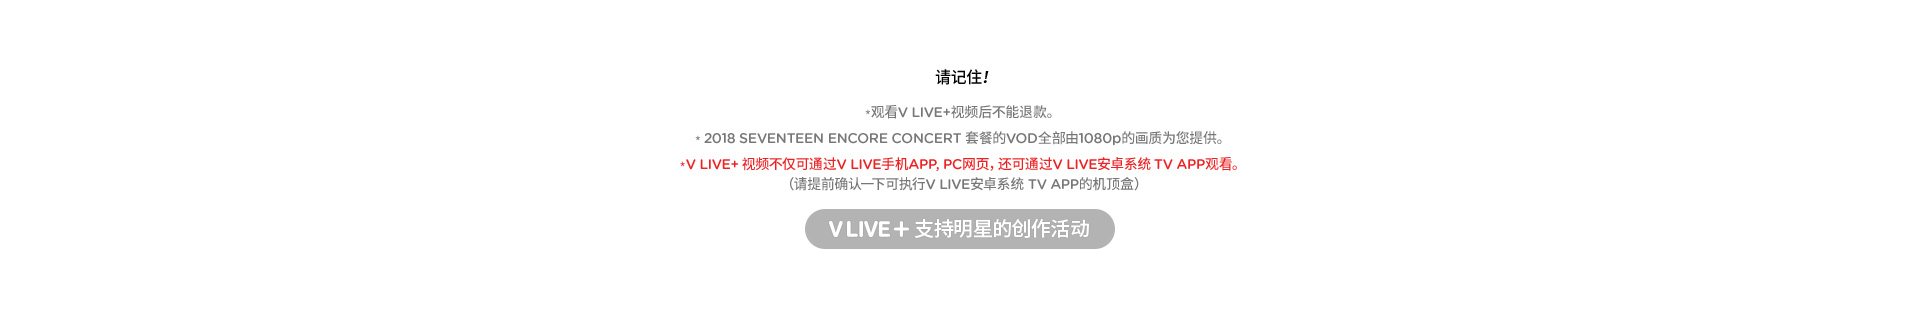 请记住!
*观看V LIVE+视频后不能退款。
* 2018 SEVENTEEN ENCORE CONCERT 套餐的VOD全部由1080p的画质为您提供。
*V LIVE+ 视频不仅可通过V LIVE手机APP, PC网页，还可通过V LIVE安卓系统 TV APP观看。
（请提前确认一下可执行V LIVE安卓系统 TV APP的机顶盒）
V LIVE+ 支持明星的创作活动